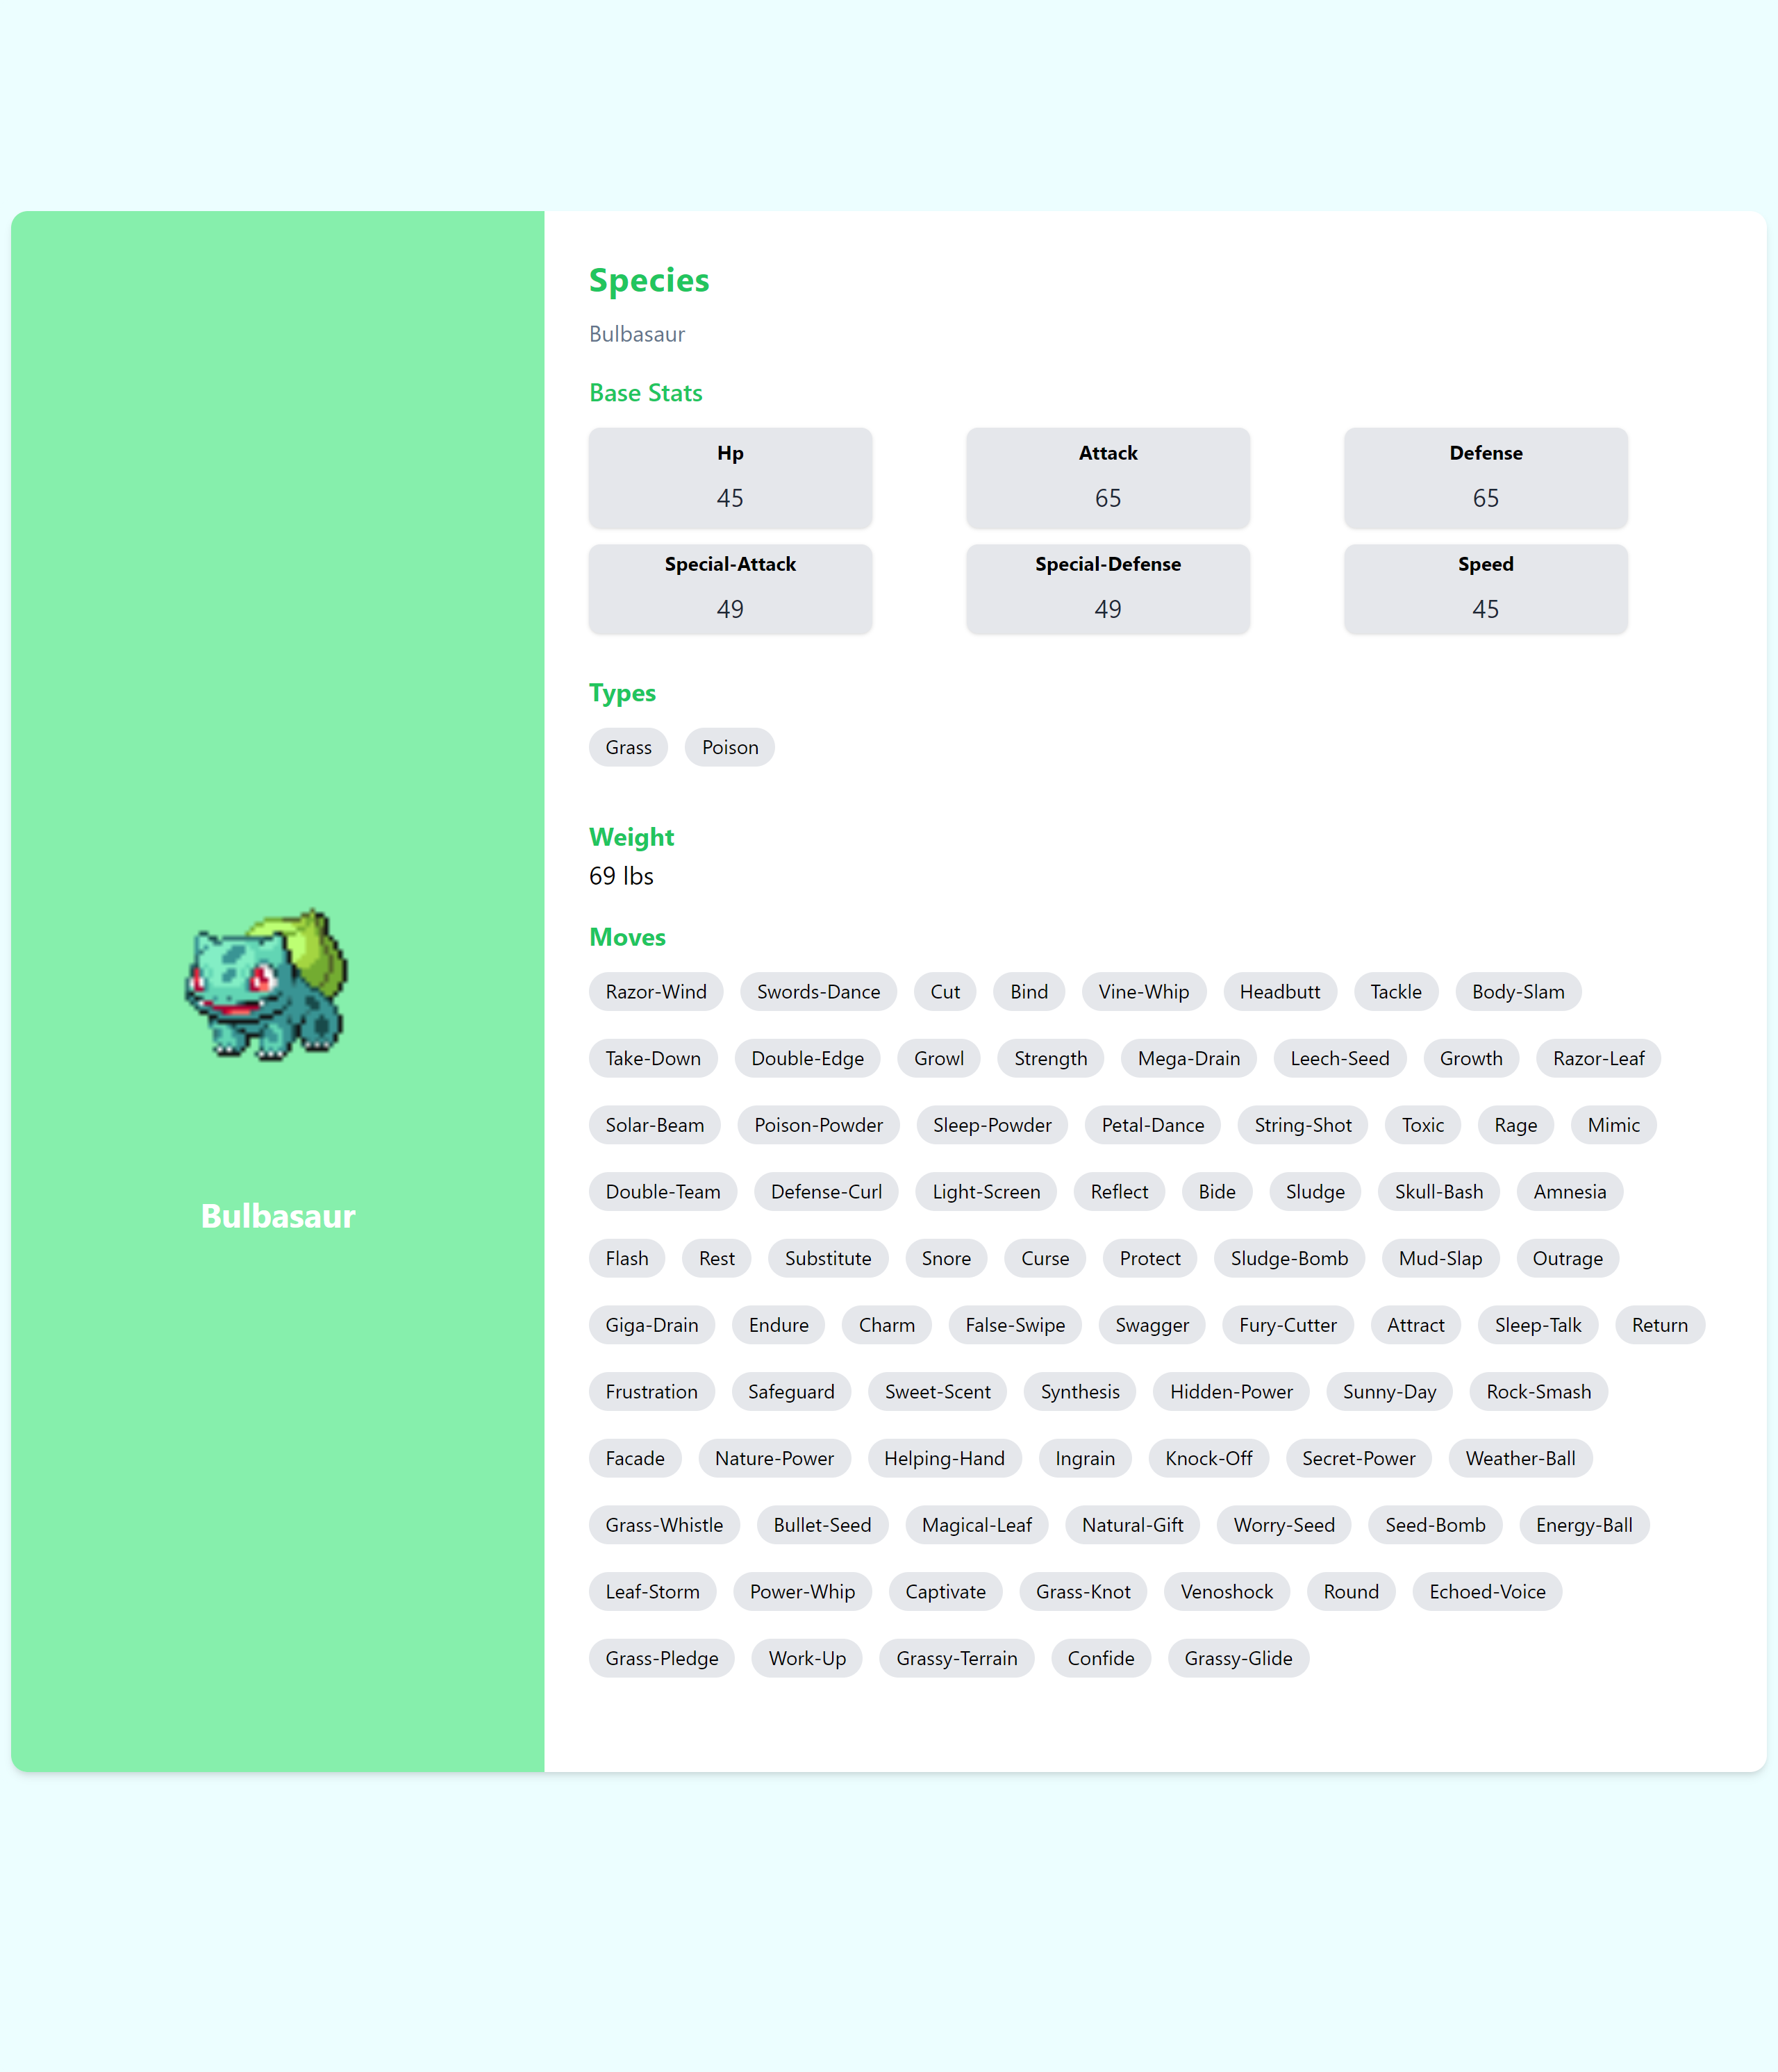 Bulbasaur
Species
Bulbasaur
Base Stats
Hp Attack Defense
45 65 65
Special-Attack Special-Defense Speed
49 49 45
Types
Grass Poison
Weight
69 lbs
Moves
Razor-Wind Swords-Dance Cut Bind Vine-Whip Headbutt Tackle Body-Slam
Take-Down Double-Edge Growl Strength Mega-Drain Leech-Seed Growth Razor-Leaf
Solar-Beam Poison-Powder Sleep-Powder Petal-Dance String-Shot Toxic Rage Mimic
Double-Team Defense-Curl Light-Screen Reflect Bide Sludge Skull-Bash Amnesia
Flash Rest Substitute Snore Curse Protect Sludge-Bomb Mud-Slap Outrage
Giga-Drain Endure Charm False-Swipe Swagger Fury-Cutter Attract Sleep-Talk Return
Frustration Safeguard Sweet-Scent Synthesis Hidden-Power Sunny-Day Rock-Smash
Facade Nature-Power Helping-Hand Ingrain Knock-Off Secret-Power Weather-Ball
Grass-Whistle Bullet-Seed Magical-Leaf Natural-Gift Worry-Seed Seed-Bomb Energy-Ball
Leaf-Storm Power-Whip Captivate Grass-Knot Venoshock Round Echoed-Voice
Grass-Pledge Work-Up Grassy-Terrain Confide Grassy-Glide